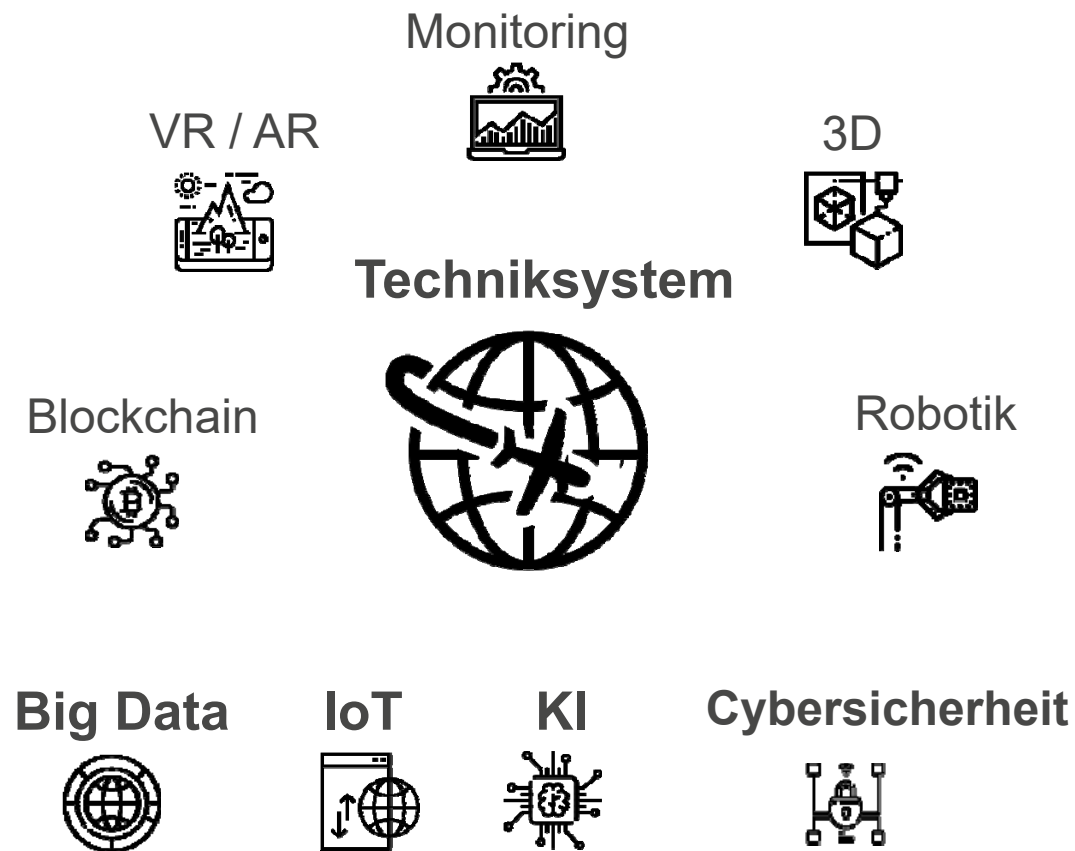 Monitoring
VR / AR
3D
Techniksystem
Blockchain
Robotik
Big Data
IoT
KI
Cybersicherheit